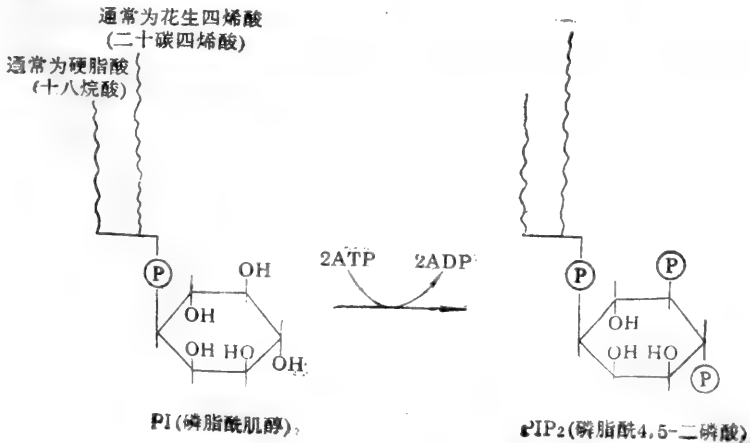 通常为花生四烯酸
(二十碳四烯酸)
通常为硬脂酸
(十八烷酸)
P
OH
OH
OH HO
OH
2ATP 2ADP
P
P
OH
OH HO
P
PI(磷脂酰肌醇)
PIP₂(磷脂酰4,5-二磷酸)